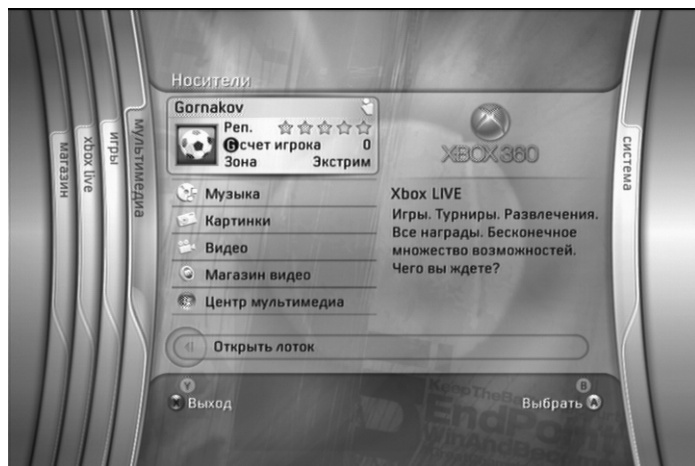 Носители
Gornakov
Реп.
G счет игрока 0
Зона Экстрим
магазин
xbox live
игры
мультимедиа
Музыка
Картинки
Видео
Магазин видео
Центр мультимедиа
XBOX 360
Xbox LIVE
Игры. Турниры. Развлечения.
Все награды. Бесконечное
множество возможностей.
Чего вы ждете?
система
Открыть лоток
Y
X Выход
B
Выбрать A
EndPoint
WinAnd